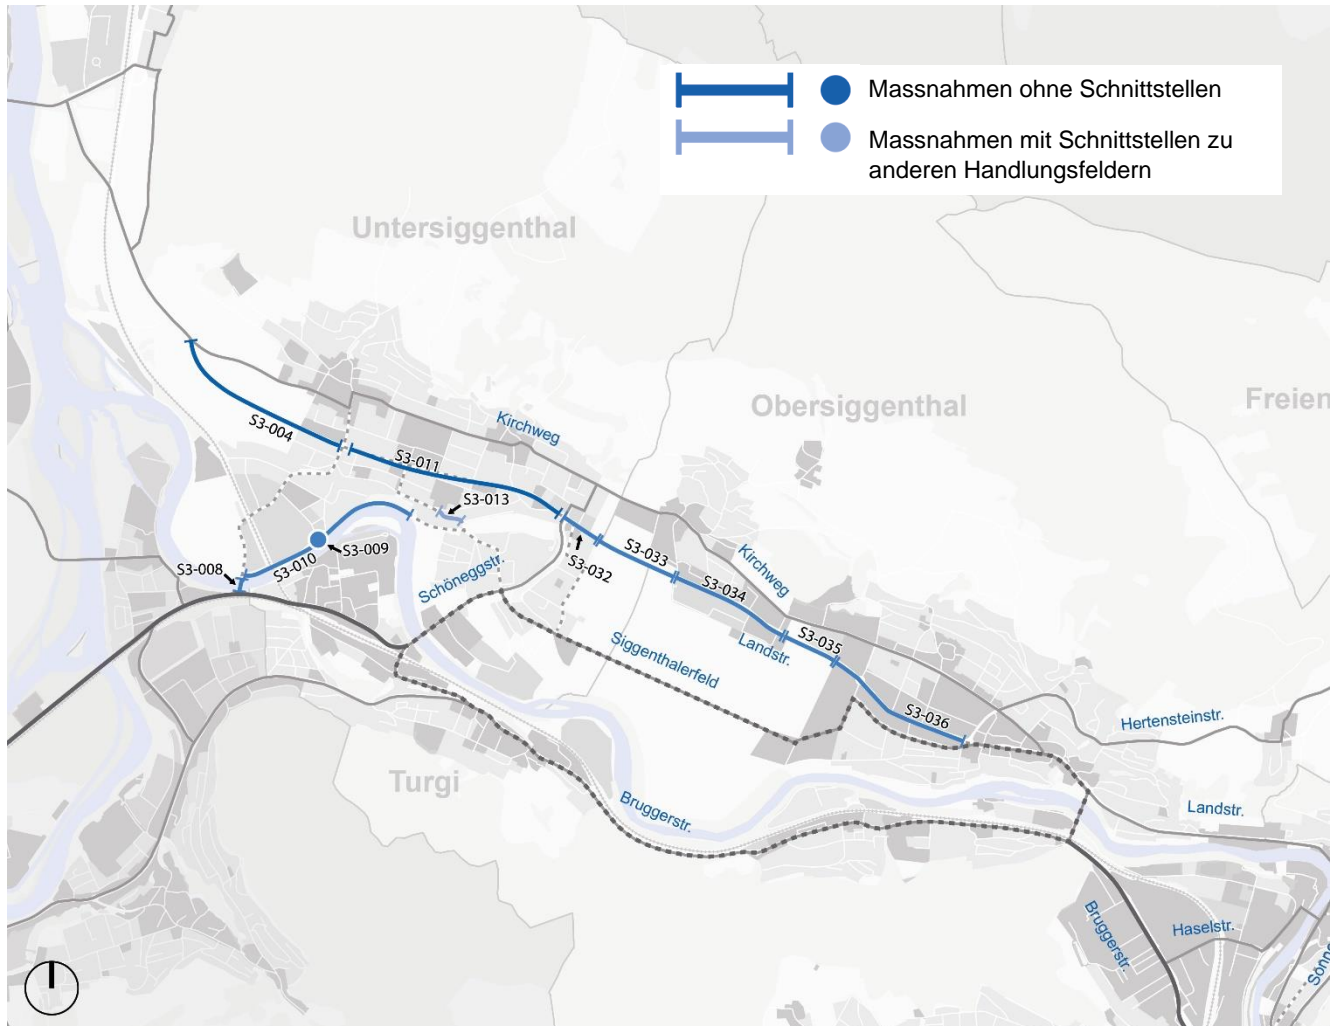 Massnahmen ohne Schnittstellen
Massnahmen mit Schnittstellen zu
anderen Handlungsfeldern
Untersiggenthal
Obersiggenthal
Freien
Kirchweg
S3-004
S3-011
S3-013
S3-009
S3-008
S3-010
Schöneggstr.
S3-032
S3-033
S3-034
Kirchweg
S3-035
Landstr.
Siggenthalerfeld
S3-036
Hertensteinstr.
Turgi
Bruggerstr.
Landstr.
Bruggerstr.
Haselstr.
Sonne